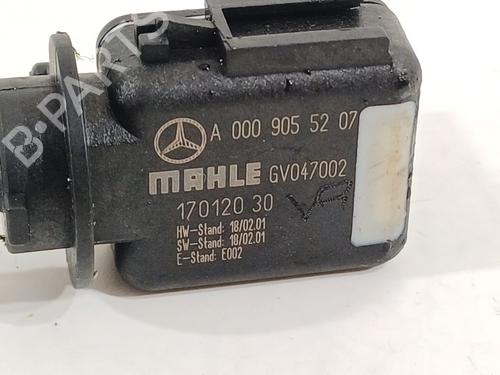 B-PARTS
A 000 905 52 07
MAHLE GV047002
170120 30 VA
HW-Stand: 18/02.01
SW-Stand: 18/02.01
E-Stand: E002